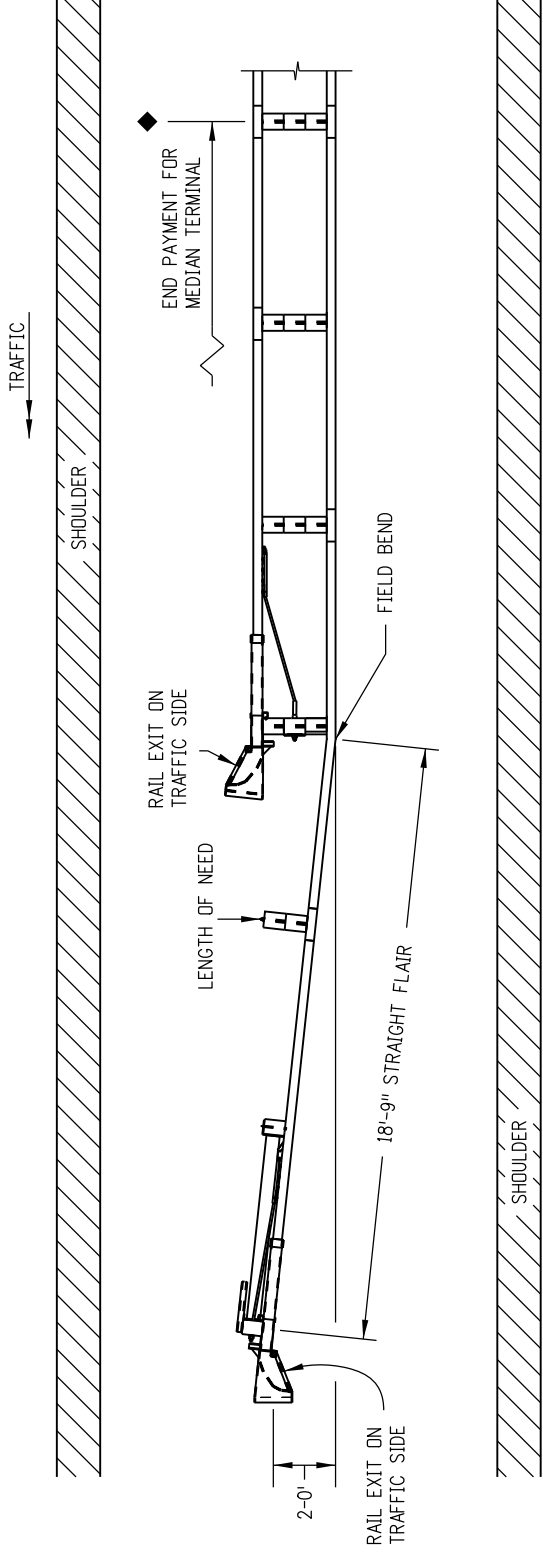 TRAFFIC
SHOULDER
END PAYMENT FOR
MEDIAN TERMINAL
RAIL EXIT ON
TRAFFIC SIDE
LENGTH OF NEED
FIELD BEND
18'-9" STRAIGHT FLAIR
SHOULDER
2-0'
RAIL EXIT ON
TRAFFIC SIDE